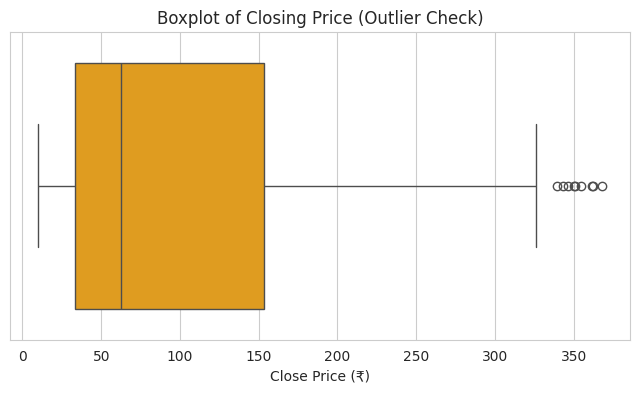 Boxplot of Closing Price (Outlier Check)
0 50 100 150 200 250 300 350
Close Price (₹)